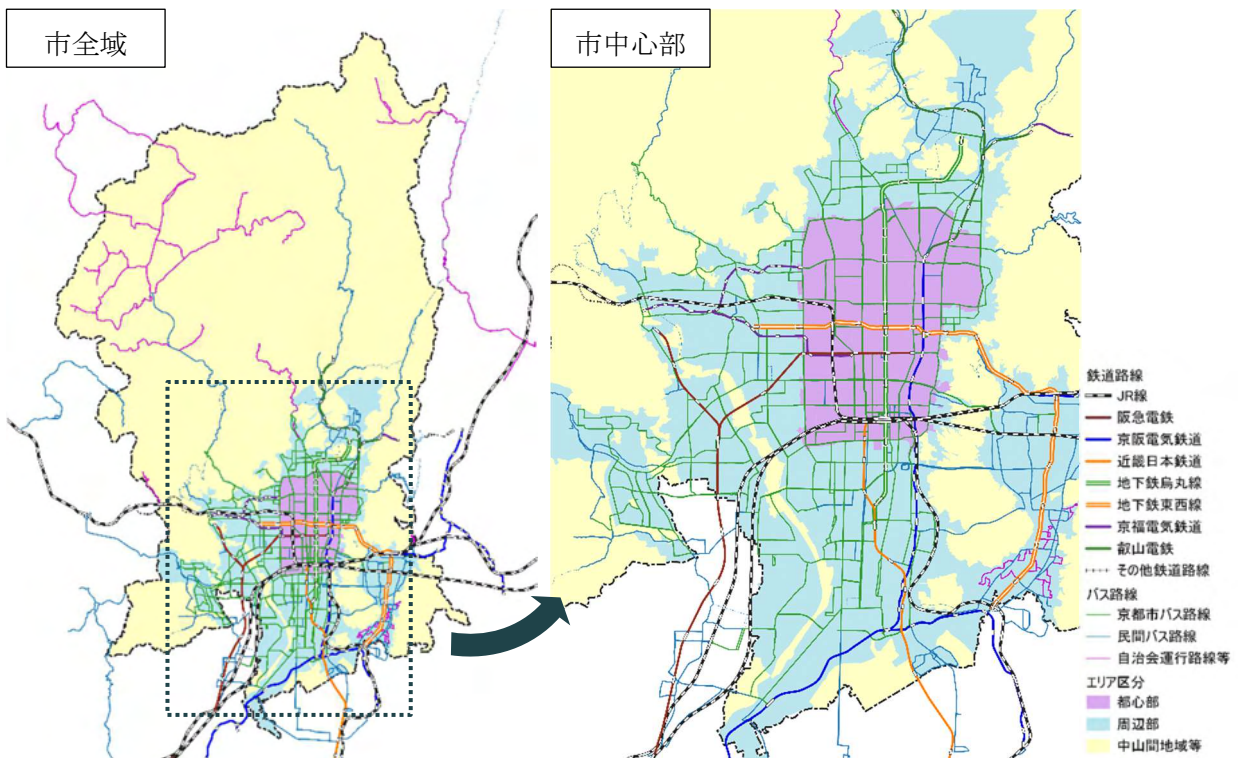 市全域
市中心部
鉄道路線
JR線
阪急電鉄
京阪電気鉄道
近畿日本鉄道
地下鉄烏丸線
地下鉄東西線
京福電気鉄道
叡山電鉄
その他鉄道路線
バス路線
京都市バス路線
民間バス路線
自治会運行路線等
エリア区分
都心部
周辺部
中山間地域等